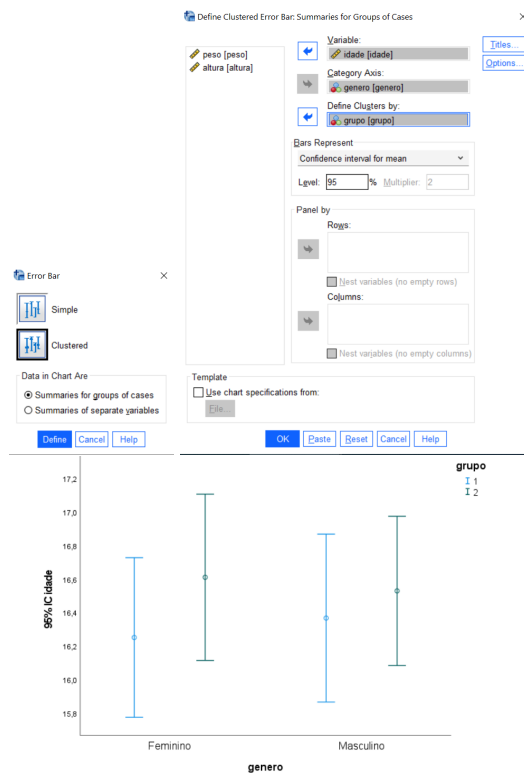 Define Clustered Error Bar: Summaries for Groups of Cases
peso [peso]
altura [altura]
Variable:
idade [idade]
Category Axis:
genero [genero]
Define Clusters by:
grupo [grupo]
Titles...
Options...
Bars Represent
Confidence interval for mean
Level: 95 % Multiplier: 2
Panel by
Rows:
Nest variables (no empty rows)
Columns:
Nest variables (no empty columns)
Template
Use chart specifications from:
File...
OK Paste Reset Cancel Help
Error Bar
Simple
Clustered
Data in Chart Are
Summaries for groups of cases
Summaries of separate variables
Define Cancel Help
grupo
1
2
95% IC idade
17,2
17,0
16,8
16,6
16,4
16,2
16,0
15,8
Feminino Masculino
genero